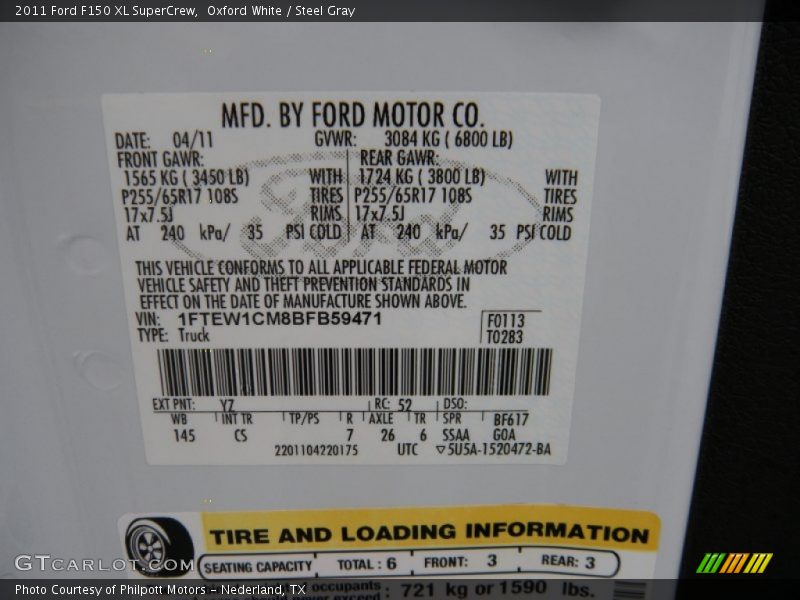 2011 Ford F150 XL SuperCrew,  Oxford White / Steel Gray
MFD. BY FORD MOTOR CO.
DATE: 04/11 GVWR: 3084 KG ( 6800 LB)
FRONT GAWR: REAR GAWR:
1565 KG ( 3450 LB) WITH 1724 KG ( 3800 LB) WITH
P255/65R17 108S TIRES P255/65R17 108S TIRES
17x7.5J RIMS 17x7.5J RIMS
AT 240 kPa/ 35 PSI COLD AT 240 kPa/ 35 PSI COLD
THIS VEHICLE CONFORMS TO ALL APPLICABLE FEDERAL MOTOR
VEHICLE SAFETY AND THEFT PREVENTION STANDARDS IN
EFFECT ON THE DATE OF MANUFACTURE SHOWN ABOVE.
VIN: 1FTEW1CM8BFB59471 F0113
TYPE: Truck T0283
EXT PNT: YZ RC: 52 DSO:
WB INT TR TP/PS R AXLE TR SPR BF617
145 CS 7 26 6 SSAA GOA
2201104220175 UTC ▽5U5A-1520472-BA
TIRE AND LOADING INFORMATION
SEATING CAPACITY TOTAL : 6 FRONT: 3 REAR: 3
occupants : 721 kg or 1590 lbs.
GTcarlot.com
Photo Courtesy of Philpott Motors – Nederland, TX